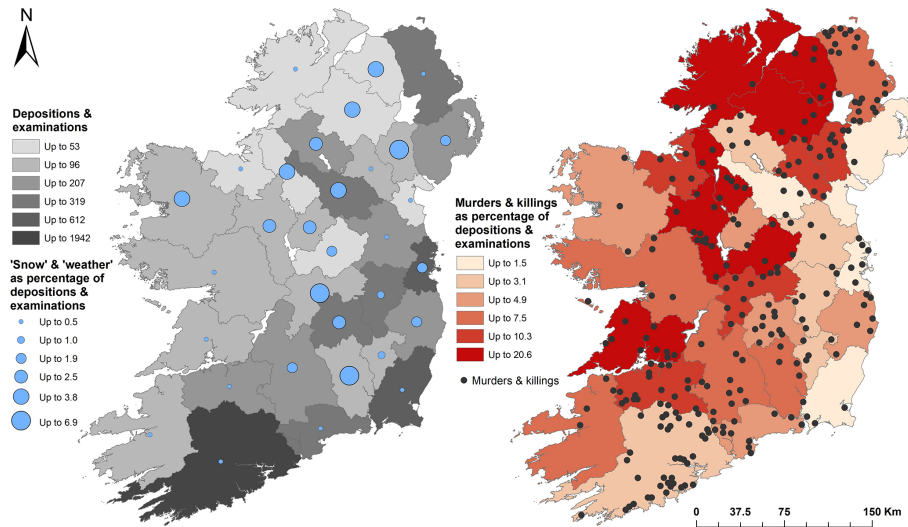 N
Depositions &
examinations
Up to 53
Up to 96
Up to 207
Up to 319
Up to 612
Up to 1942
'Snow' & 'weather'
as percentage of
depositions &
examinations
Up to 0.5
Up to 1.0
Up to 1.9
Up to 2.5
Up to 3.8
Up to 6.9
Murders & killings
as percentage of
depositions &
examinations
Up to 1.5
Up to 3.1
Up to 4.9
Up to 7.5
Up to 10.3
Up to 20.6
Murders & killings
0 37.5 75 150 Km